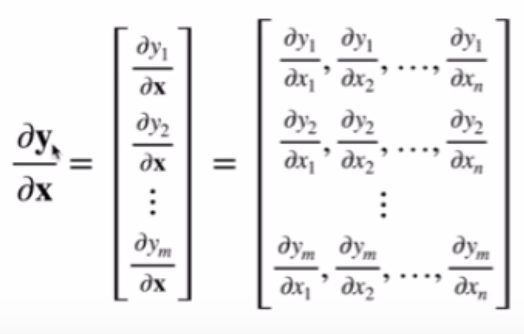 ∂y/∂x = [∂y₁/∂x; ∂y₂/∂x; ⋮; ∂yₘ/∂x] = [∂y₁/∂x₁, ∂y₁/∂x₂, …, ∂y₁/∂xₙ; ∂y₂/∂x₁, ∂y₂/∂x₂, …, ∂y₂/∂xₙ; ⋮; ∂yₘ/∂x₁, ∂yₘ/∂x₂, …, ∂yₘ/∂xₙ]